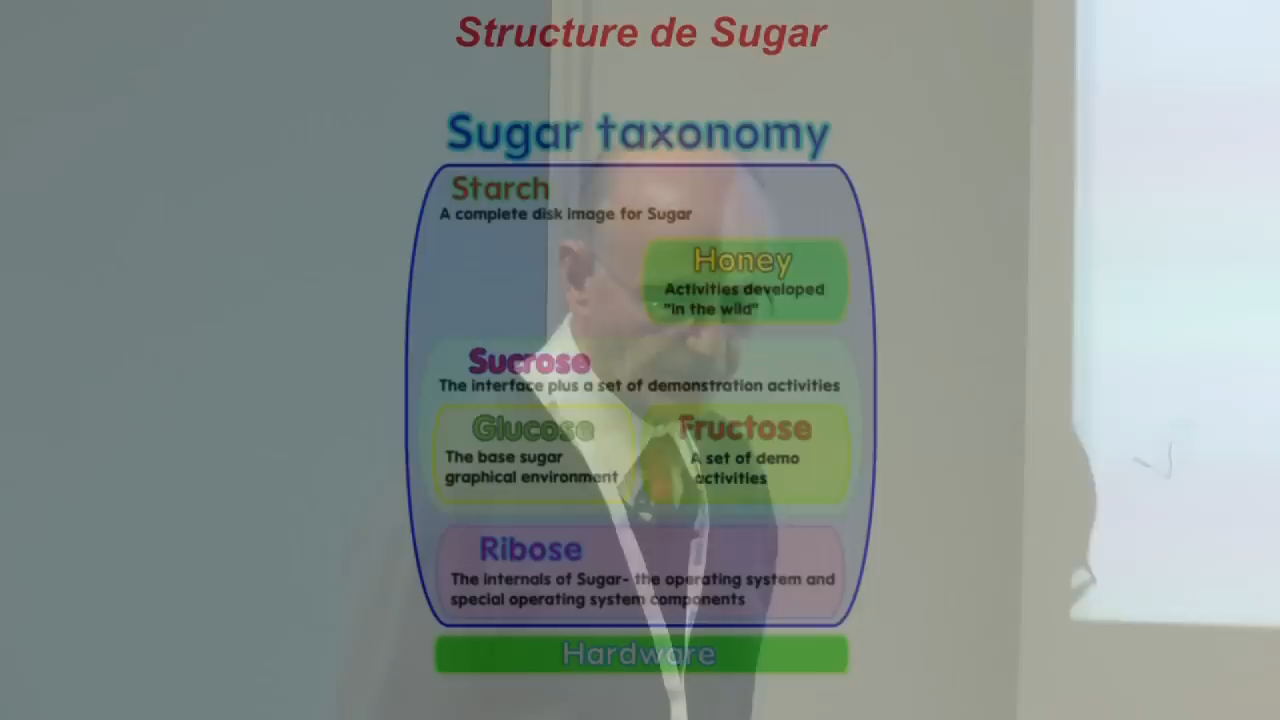 Structure de Sugar
Sugar taxonomy
Starch
A complete disk image for Sugar
Honey
Activities developed
"in the wild"
Sucrose
The interface plus a set of demonstration activities
Glucose
The base sugar
graphical environment
Fructose
A set of demo
activities
Ribose
The internals of Sugar- the operating system and
special operating system components
Hardware